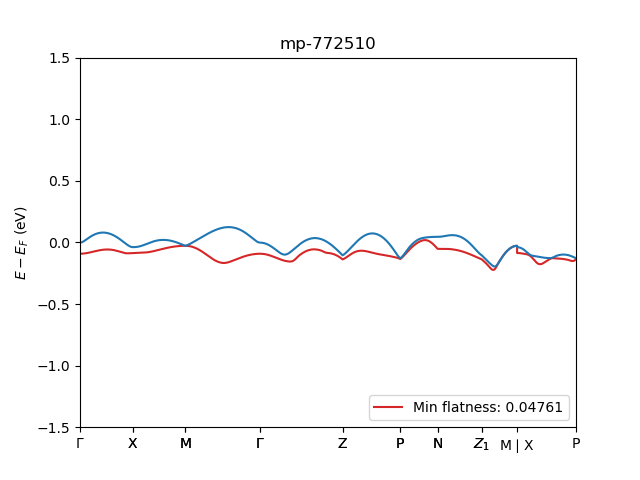 mp-772510
E − E_F (eV)
1.5
1.0
0.5
0.0
−0.5
−1.0
−1.5
Min flatness: 0.04761
Γ X M Γ Z P N Z₁ M | X P